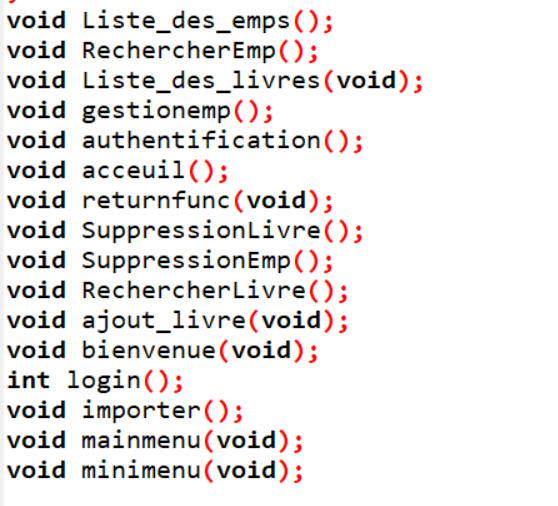 void Liste_des_emps();
void RechercherEmp();
void Liste_des_livres(void);
void gestionemp();
void authentification();
void acceuil();
void returnfunc(void);
void SuppressionLivre();
void SuppressionEmp();
void RechercherLivre();
void ajout_livre(void);
void bienvenue(void);
int login();
void importer();
void mainmenu(void);
void minimenu(void);